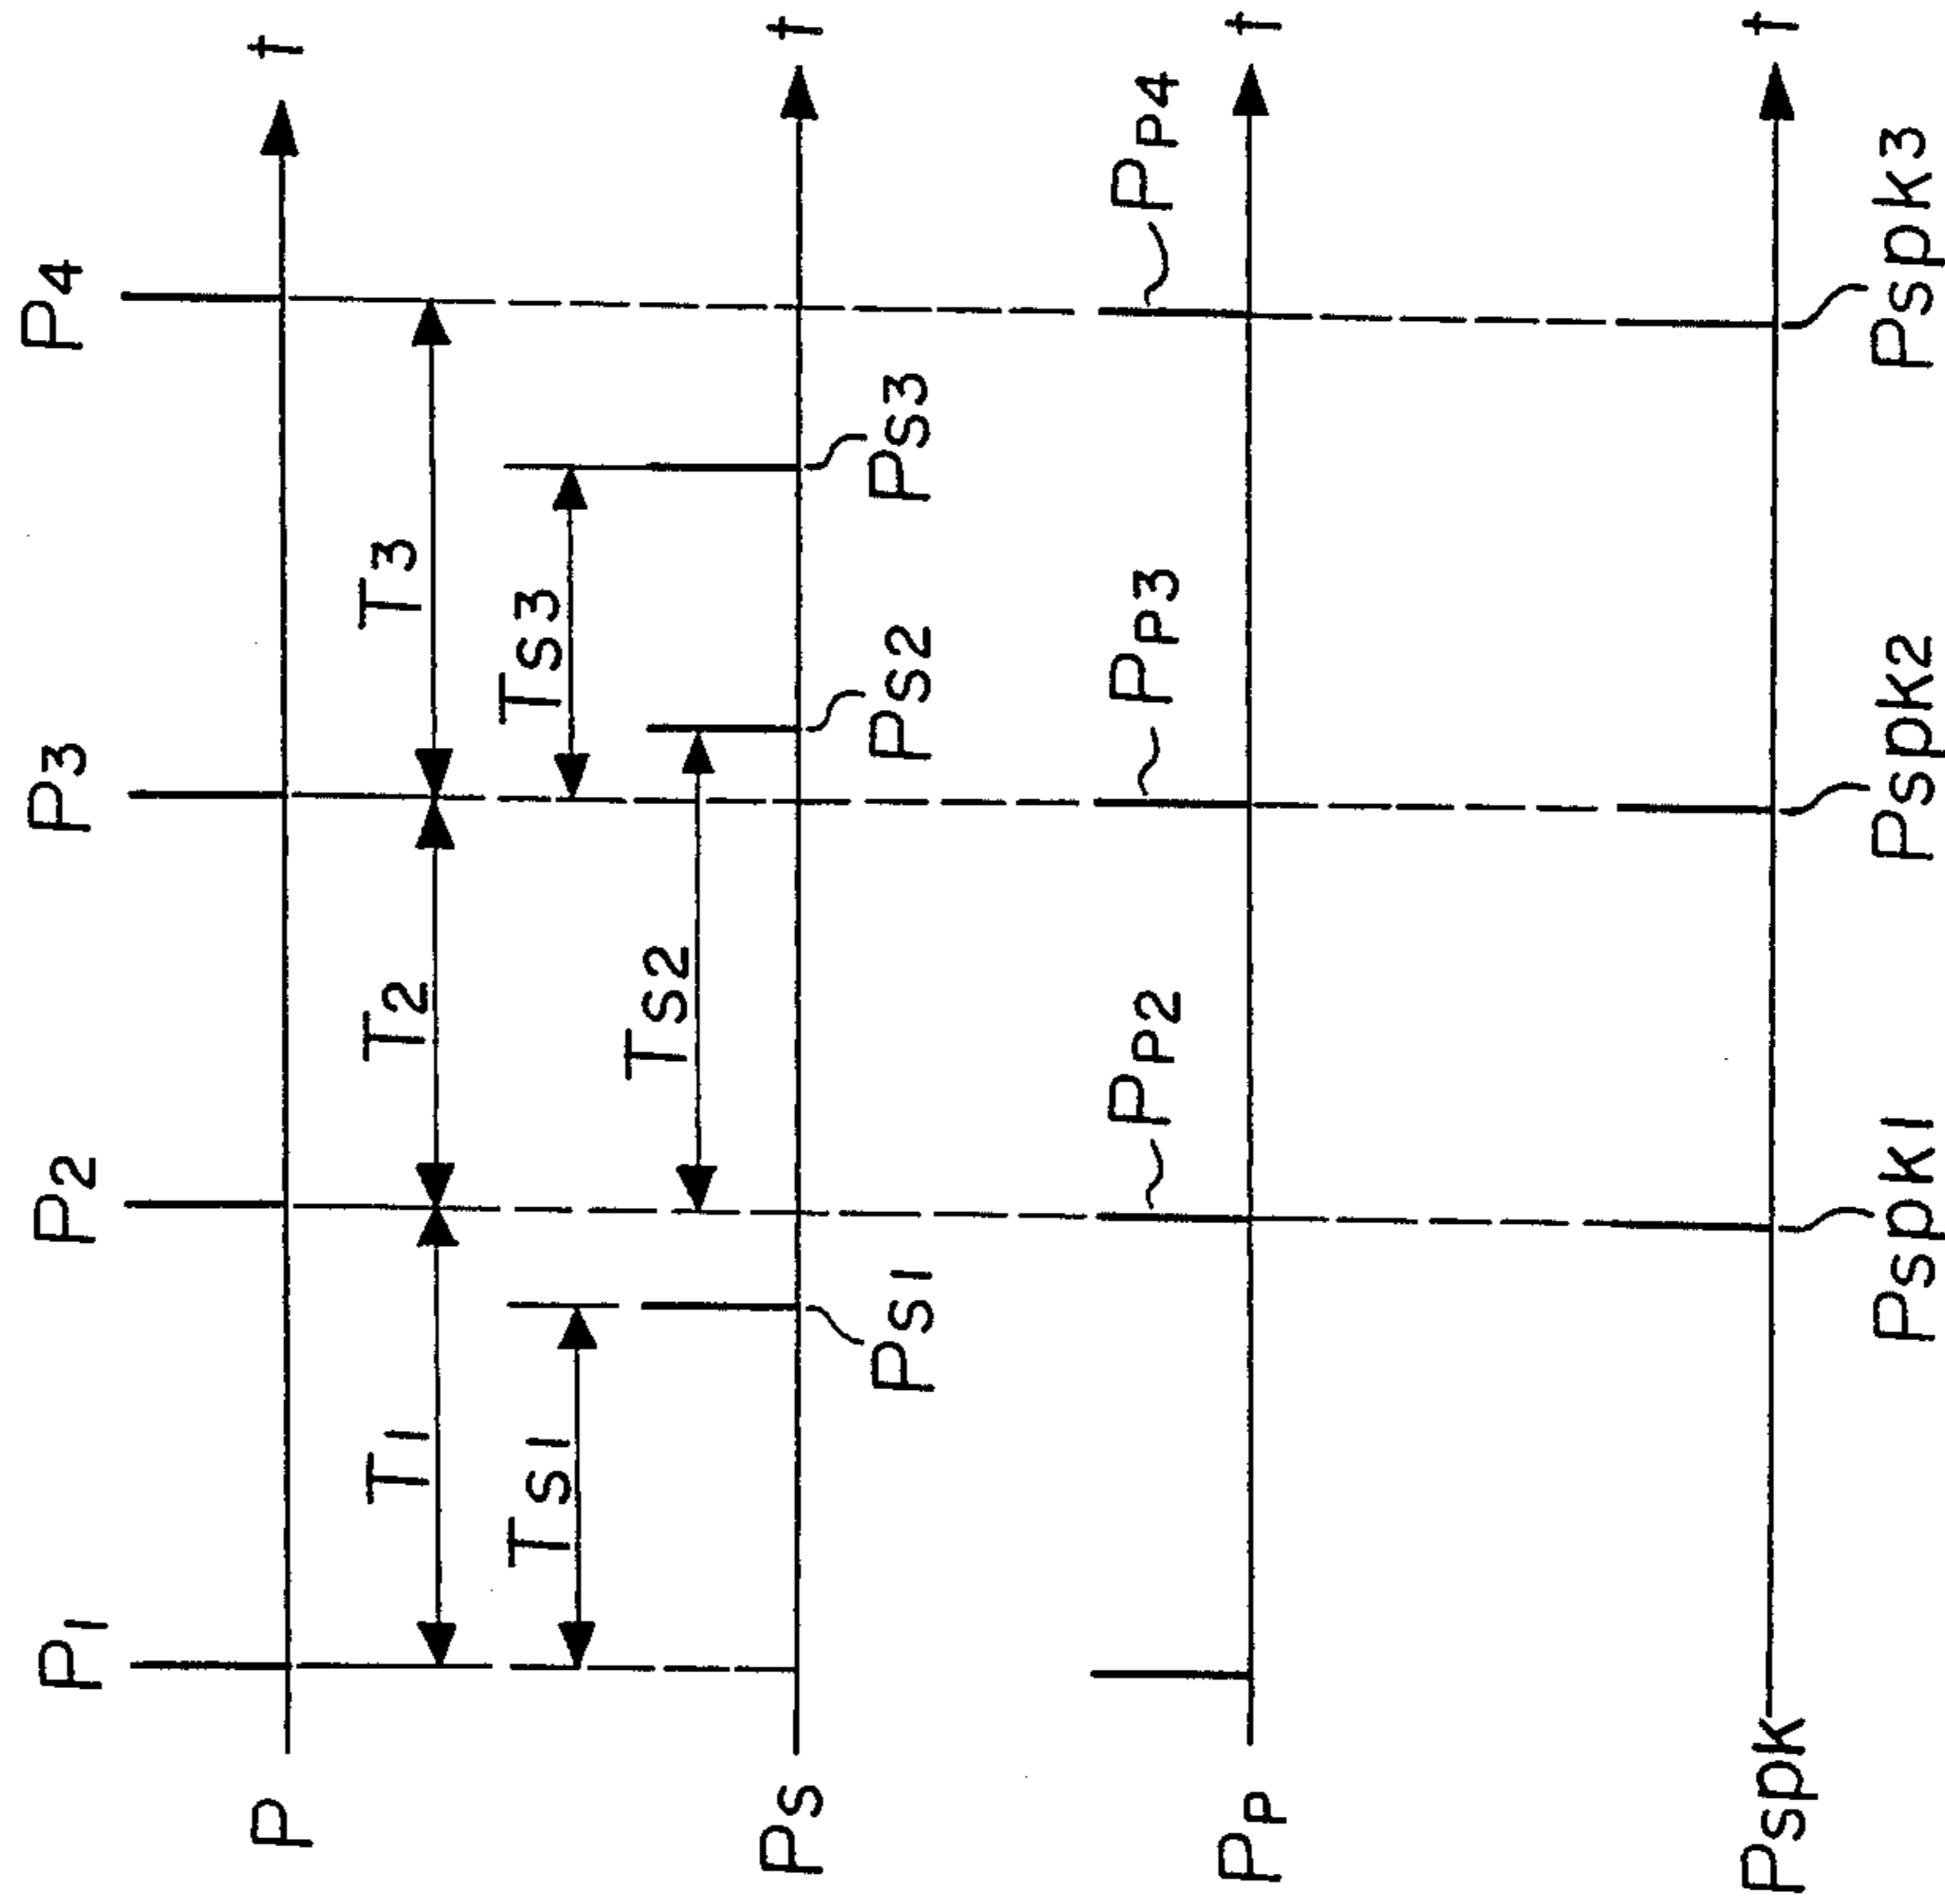 P1 P2 P3 P4
P t
T1 T2 T3
Ts1 Ts3
Ts2
Ps t
Ps1 Ps2 Ps3
PP2 PP3 PP4
PP t
Pspk t
Pspk1 Pspk2 Pspk3